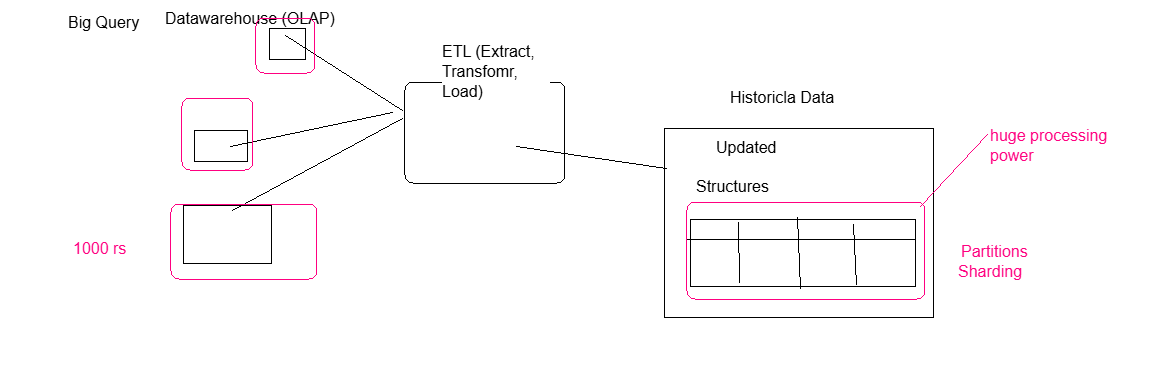 Big Query
Datawarehouse (OLAP)
ETL (Extract,
Transfomr,
Load)
Historicla Data
Updated
Structures
huge processing
power
1000 rs
Partitions
Sharding